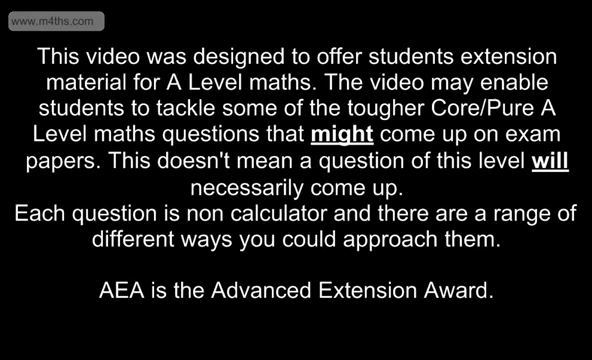 www.m4ths.com
This video was designed to offer students extension
material for A Level maths. The video may enable
students to tackle some of the tougher Core/Pure A
Level maths questions that might come up on exam
papers. This doesn't mean a question of this level will
necessarily come up.
Each question is non calculator and there are a range of
different ways you could approach them.
AEA is the Advanced Extension Award.